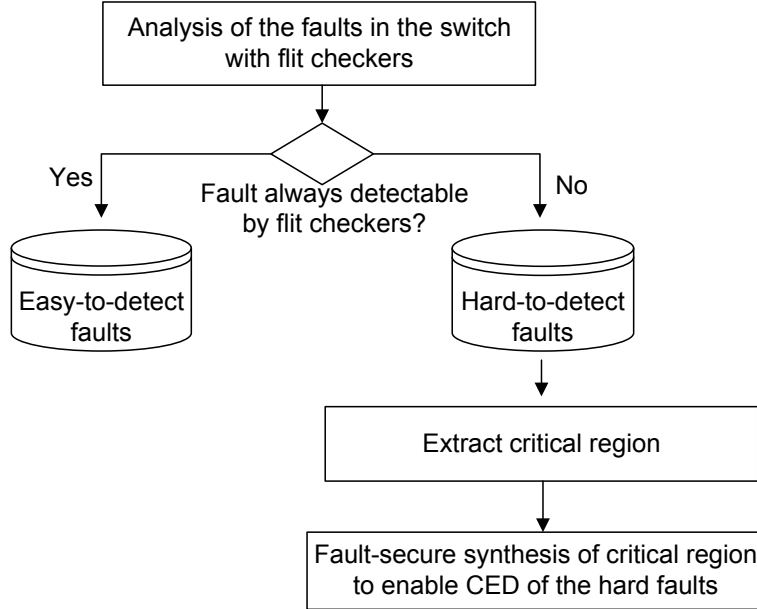 Analysis of the faults in the switch
with flit checkers
Yes
Fault always detectable
by flit checkers?
No
Easy-to-detect
faults
Hard-to-detect
faults
Extract critical region
Fault-secure synthesis of critical region
to enable CED of the hard faults